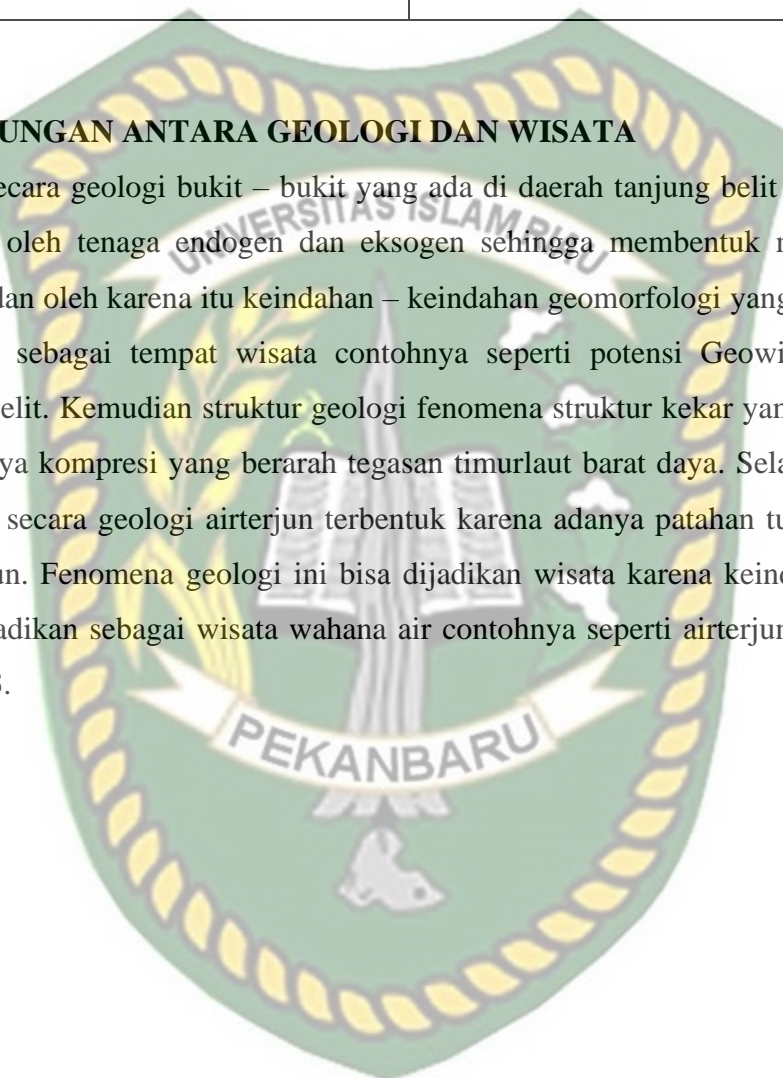 UNGAN ANTARA GEOLOGI DAN WISATA
ecara geologi bukit – bukit yang ada di daerah tanjung belit
oleh tenaga endogen dan eksogen sehingga membentuk
dan oleh karena itu keindahan – keindahan geomorfologi yang
sebagai tempat wisata contohnya seperti potensi Geowi
elit. Kemudian struktur geologi fenomena struktur kekar yan
ya kompresi yang berarah tegasan timurlaut barat daya. Sela
secara geologi airterjun terbentuk karena adanya patahan tu
un. Fenomena geologi ini bisa dijadikan wisata karena keind
adikan sebagai wisata wahana air contohnya seperti airterjun
UNIVERSITAS ISLAM RIAU
PEKANBARU